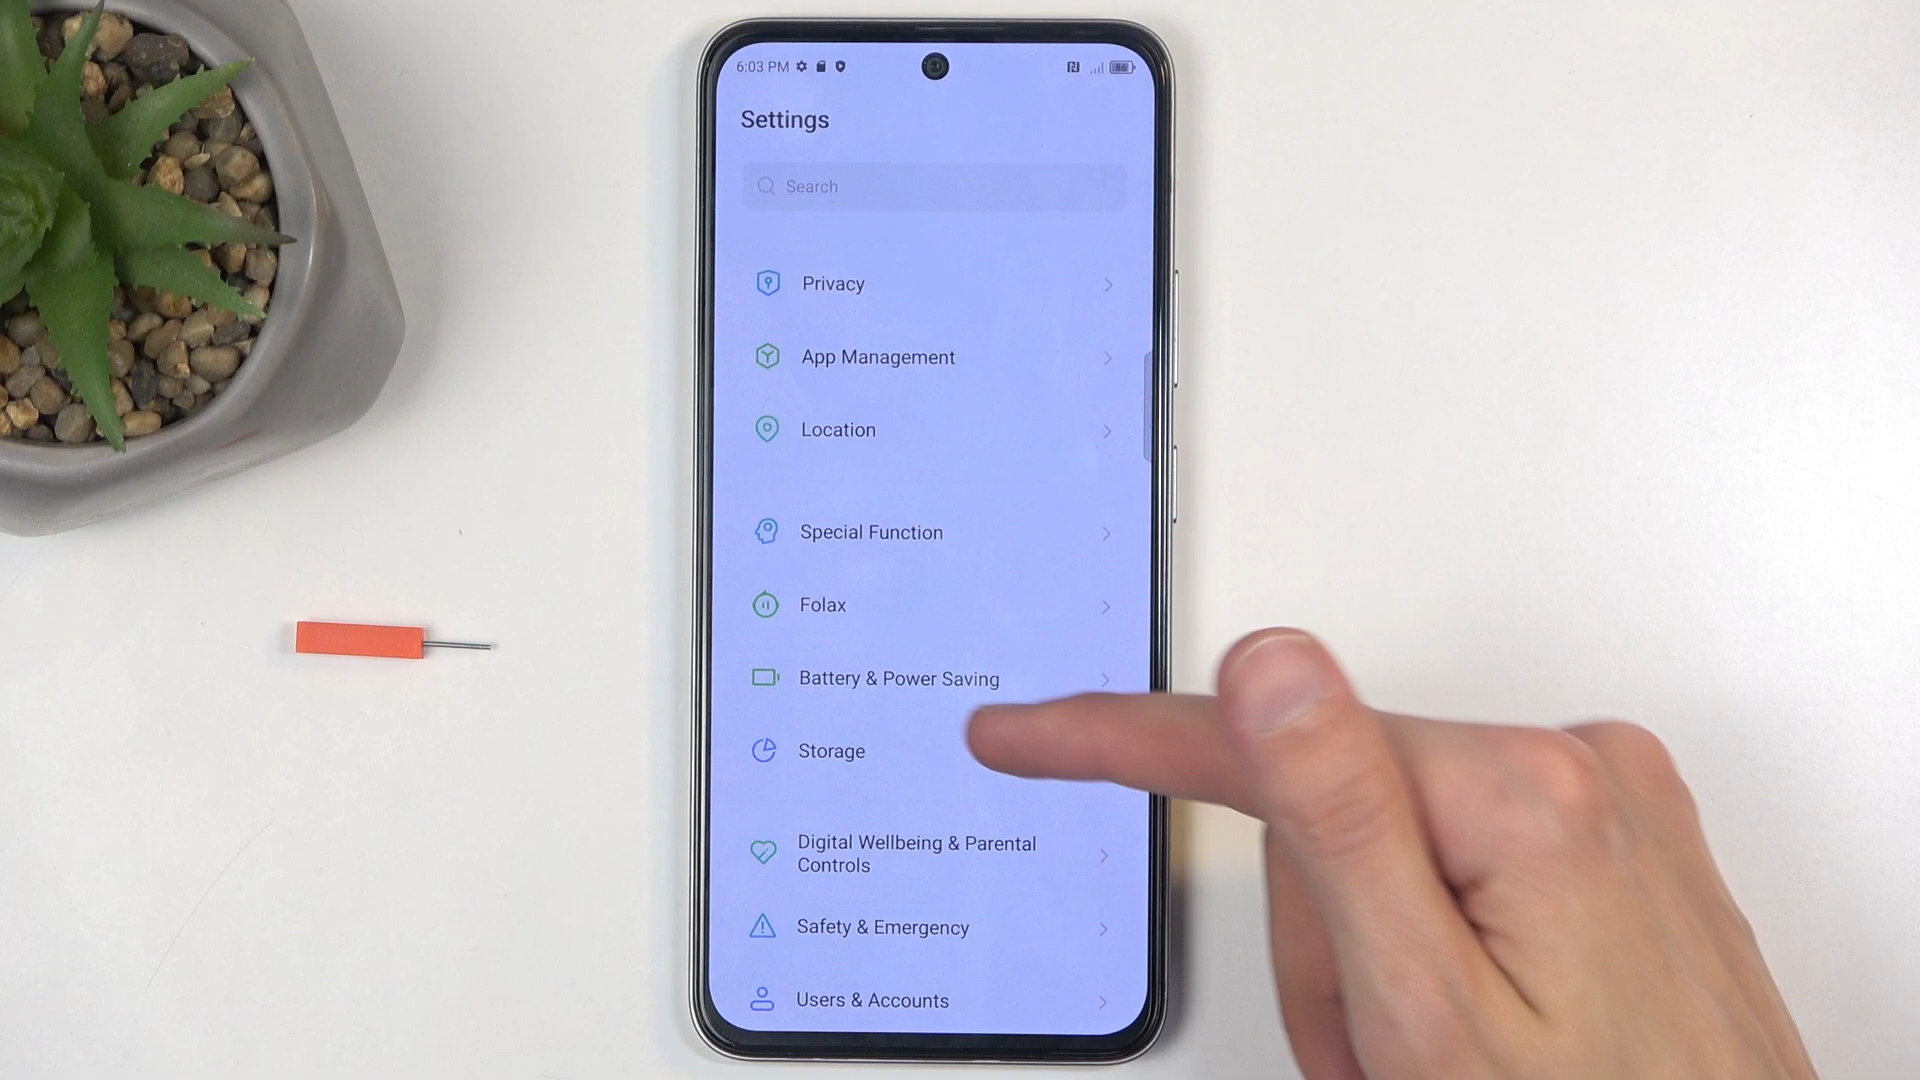 6:03 PM
86
Settings
Search
Privacy
App Management
Location
Special Function
Folax
Battery & Power Saving
Storage
Digital Wellbeing & Parental
Controls
Safety & Emergency
Users & Accounts